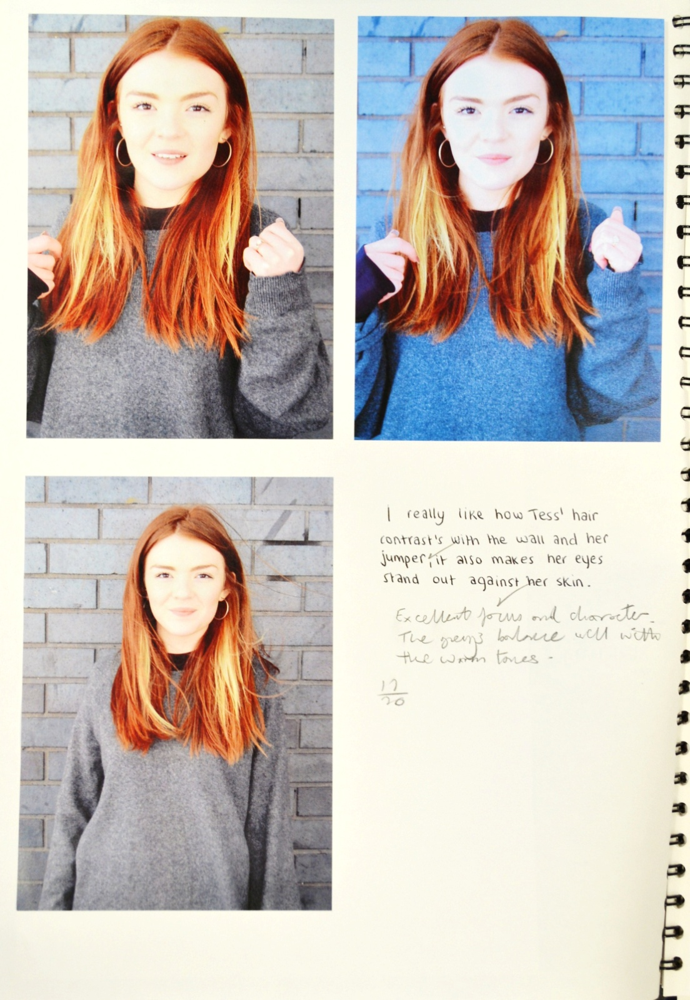 I really like how Tess' hair
contrast's with the wall and her
jumper, it also makes her eyes
stand out against her skin.
Excellent focus and character.
The greys balance well with
the warm tones -
17
20